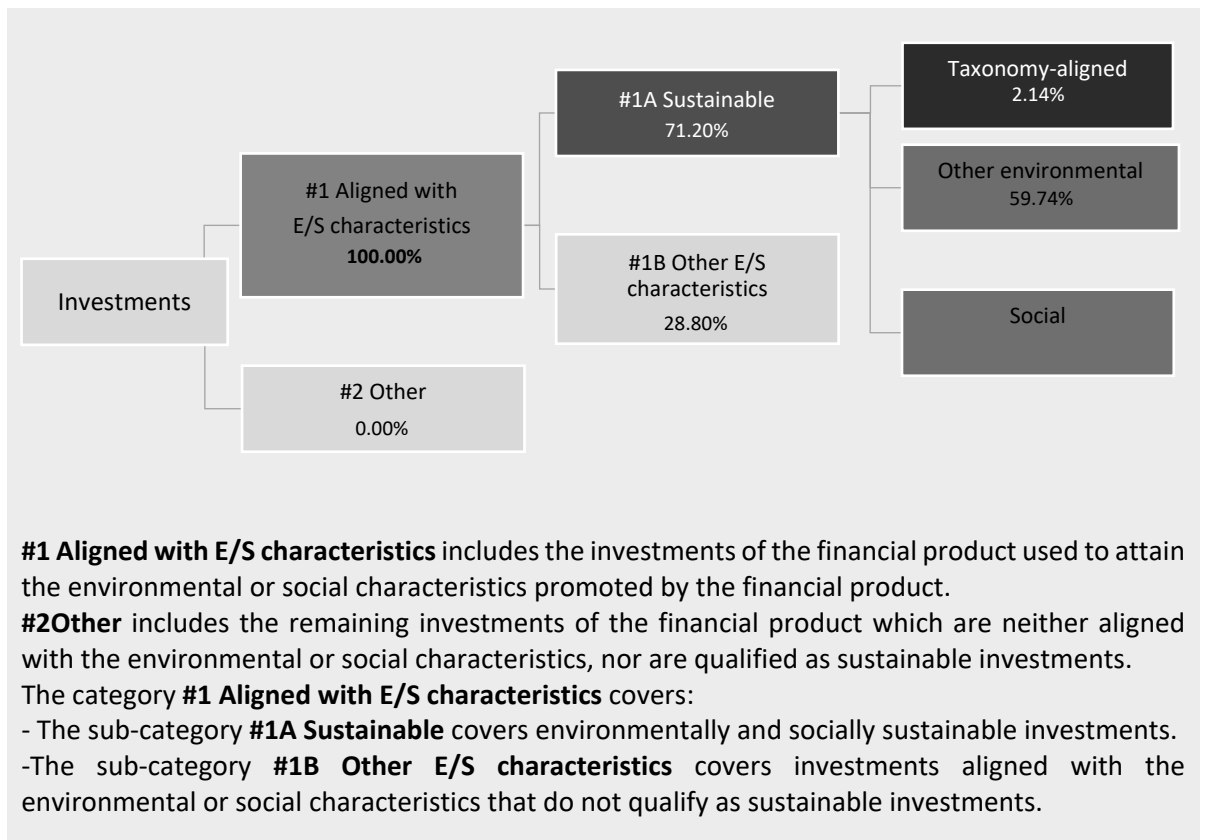 Investments
#1 Aligned with
E/S characteristics
100.00%
#2 Other
0.00%
#1A Sustainable
71.20%
#1B Other E/S
characteristics
28.80%
Taxonomy-aligned
2.14%
Other environmental
59.74%
Social
#1 Aligned with E/S characteristics includes the investments of the financial product used to attain
the environmental or social characteristics promoted by the financial product.
#2Other includes the remaining investments of the financial product which are neither aligned
with the environmental or social characteristics, nor are qualified as sustainable investments.
The category #1 Aligned with E/S characteristics covers:
- The sub-category #1A Sustainable covers environmentally and socially sustainable investments.
-The sub-category #1B Other E/S characteristics covers investments aligned with the
environmental or social characteristics that do not qualify as sustainable investments.